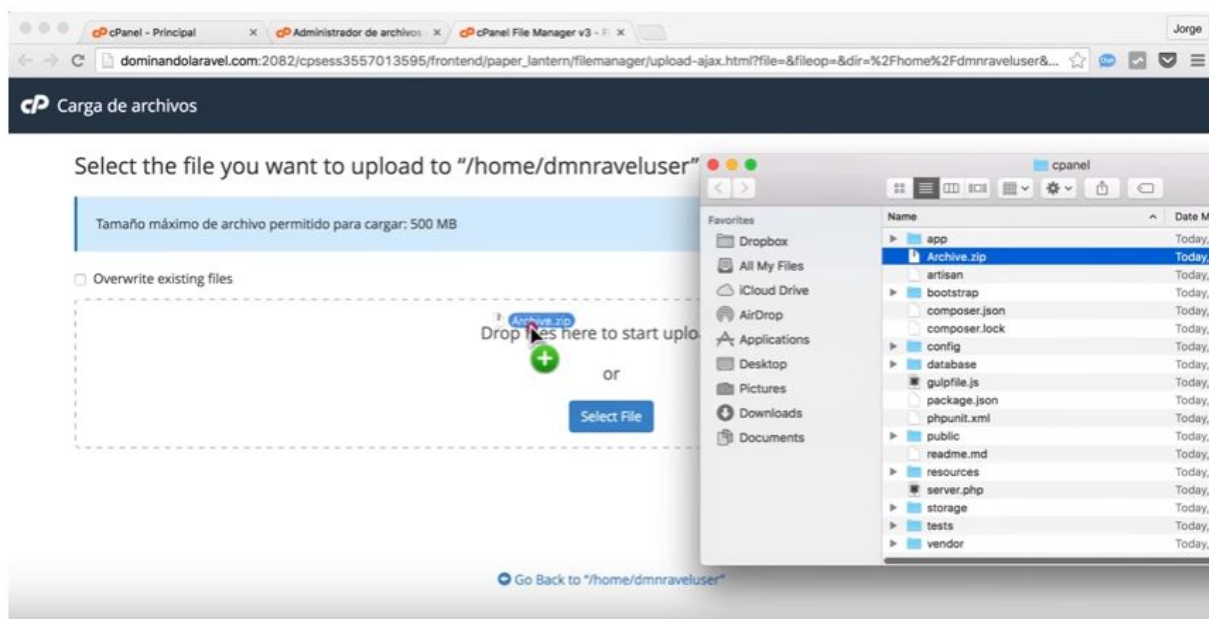 cPanel - Principal
Administrador de archivos
cPanel File Manager v3 - F
Jorge
dominandolaravel.com:2082/cpsess3557013595/frontend/paper_lantern/filemanager/upload-ajax.html?file=&fileop=&dir=%2Fhome%2Fdmnraveluser&...
cP Carga de archivos
Select the file you want to upload to “/home/dmnraveluser”
Tamaño máximo de archivo permitido para cargar: 500 MB
Overwrite existing files
Archive.zip
Drop files here to start uplo
or
Select File
Go Back to "/home/dmnraveluser"
cpanel
Favorites
Dropbox
All My Files
iCloud Drive
AirDrop
Applications
Desktop
Pictures
Downloads
Documents
Name Date M
app Today,
Archive.zip Today,
artisan Today,
bootstrap Today,
composer.json Today,
composer.lock Today,
config Today,
database Today,
gulpfile.js Today,
package.json Today,
phpunit.xml Today,
public Today,
readme.md Today,
resources Today,
server.php Today,
storage Today,
tests Today,
vendor Today,